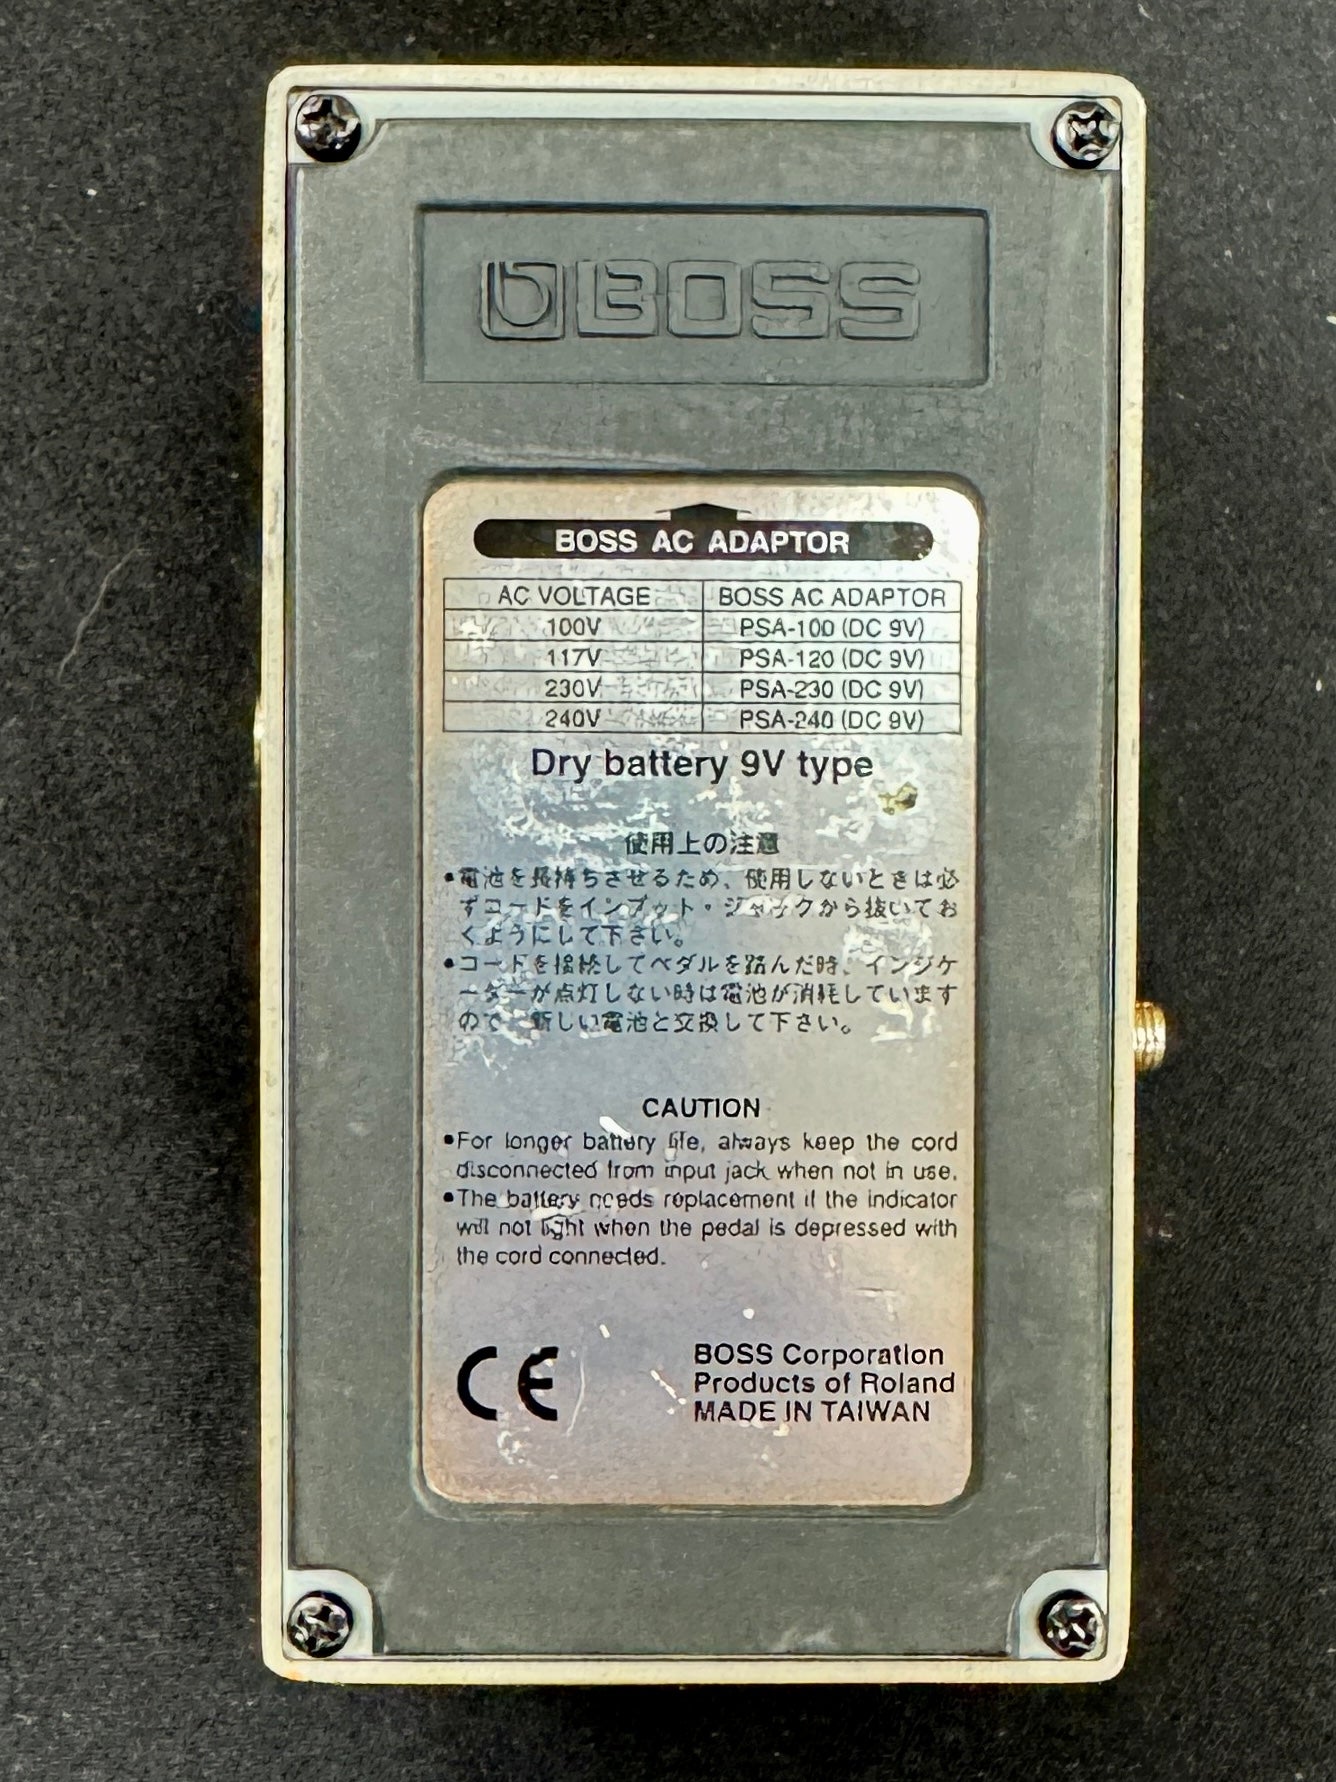 BOSS
BOSS AC ADAPTOR
AC VOLTAGE BOSS AC ADAPTOR
100V PSA-100 (DC 9V)
117V PSA-120 (DC 9V)
230V PSA-230 (DC 9V)
240V PSA-240 (DC 9V)
Dry battery 9V type
使用上の注意
•電池を長持ちさせるため、使用しないときは必
ずコードをインプット・ジャックから抜いてお
くようにして下さい。
•コードを接続してペダルを踏んだ時、インジケ
ーターが点灯しない時は電池が消耗しています
ので、新しい電池と交換して下さい。
CAUTION
•For longer battery life, always keep the cord
disconnected from input jack when not in use.
•The battery needs replacement if the indicator
will not light when the pedal is depressed with
the cord connected.
CE
BOSS Corporation
Products of Roland
MADE IN TAIWAN